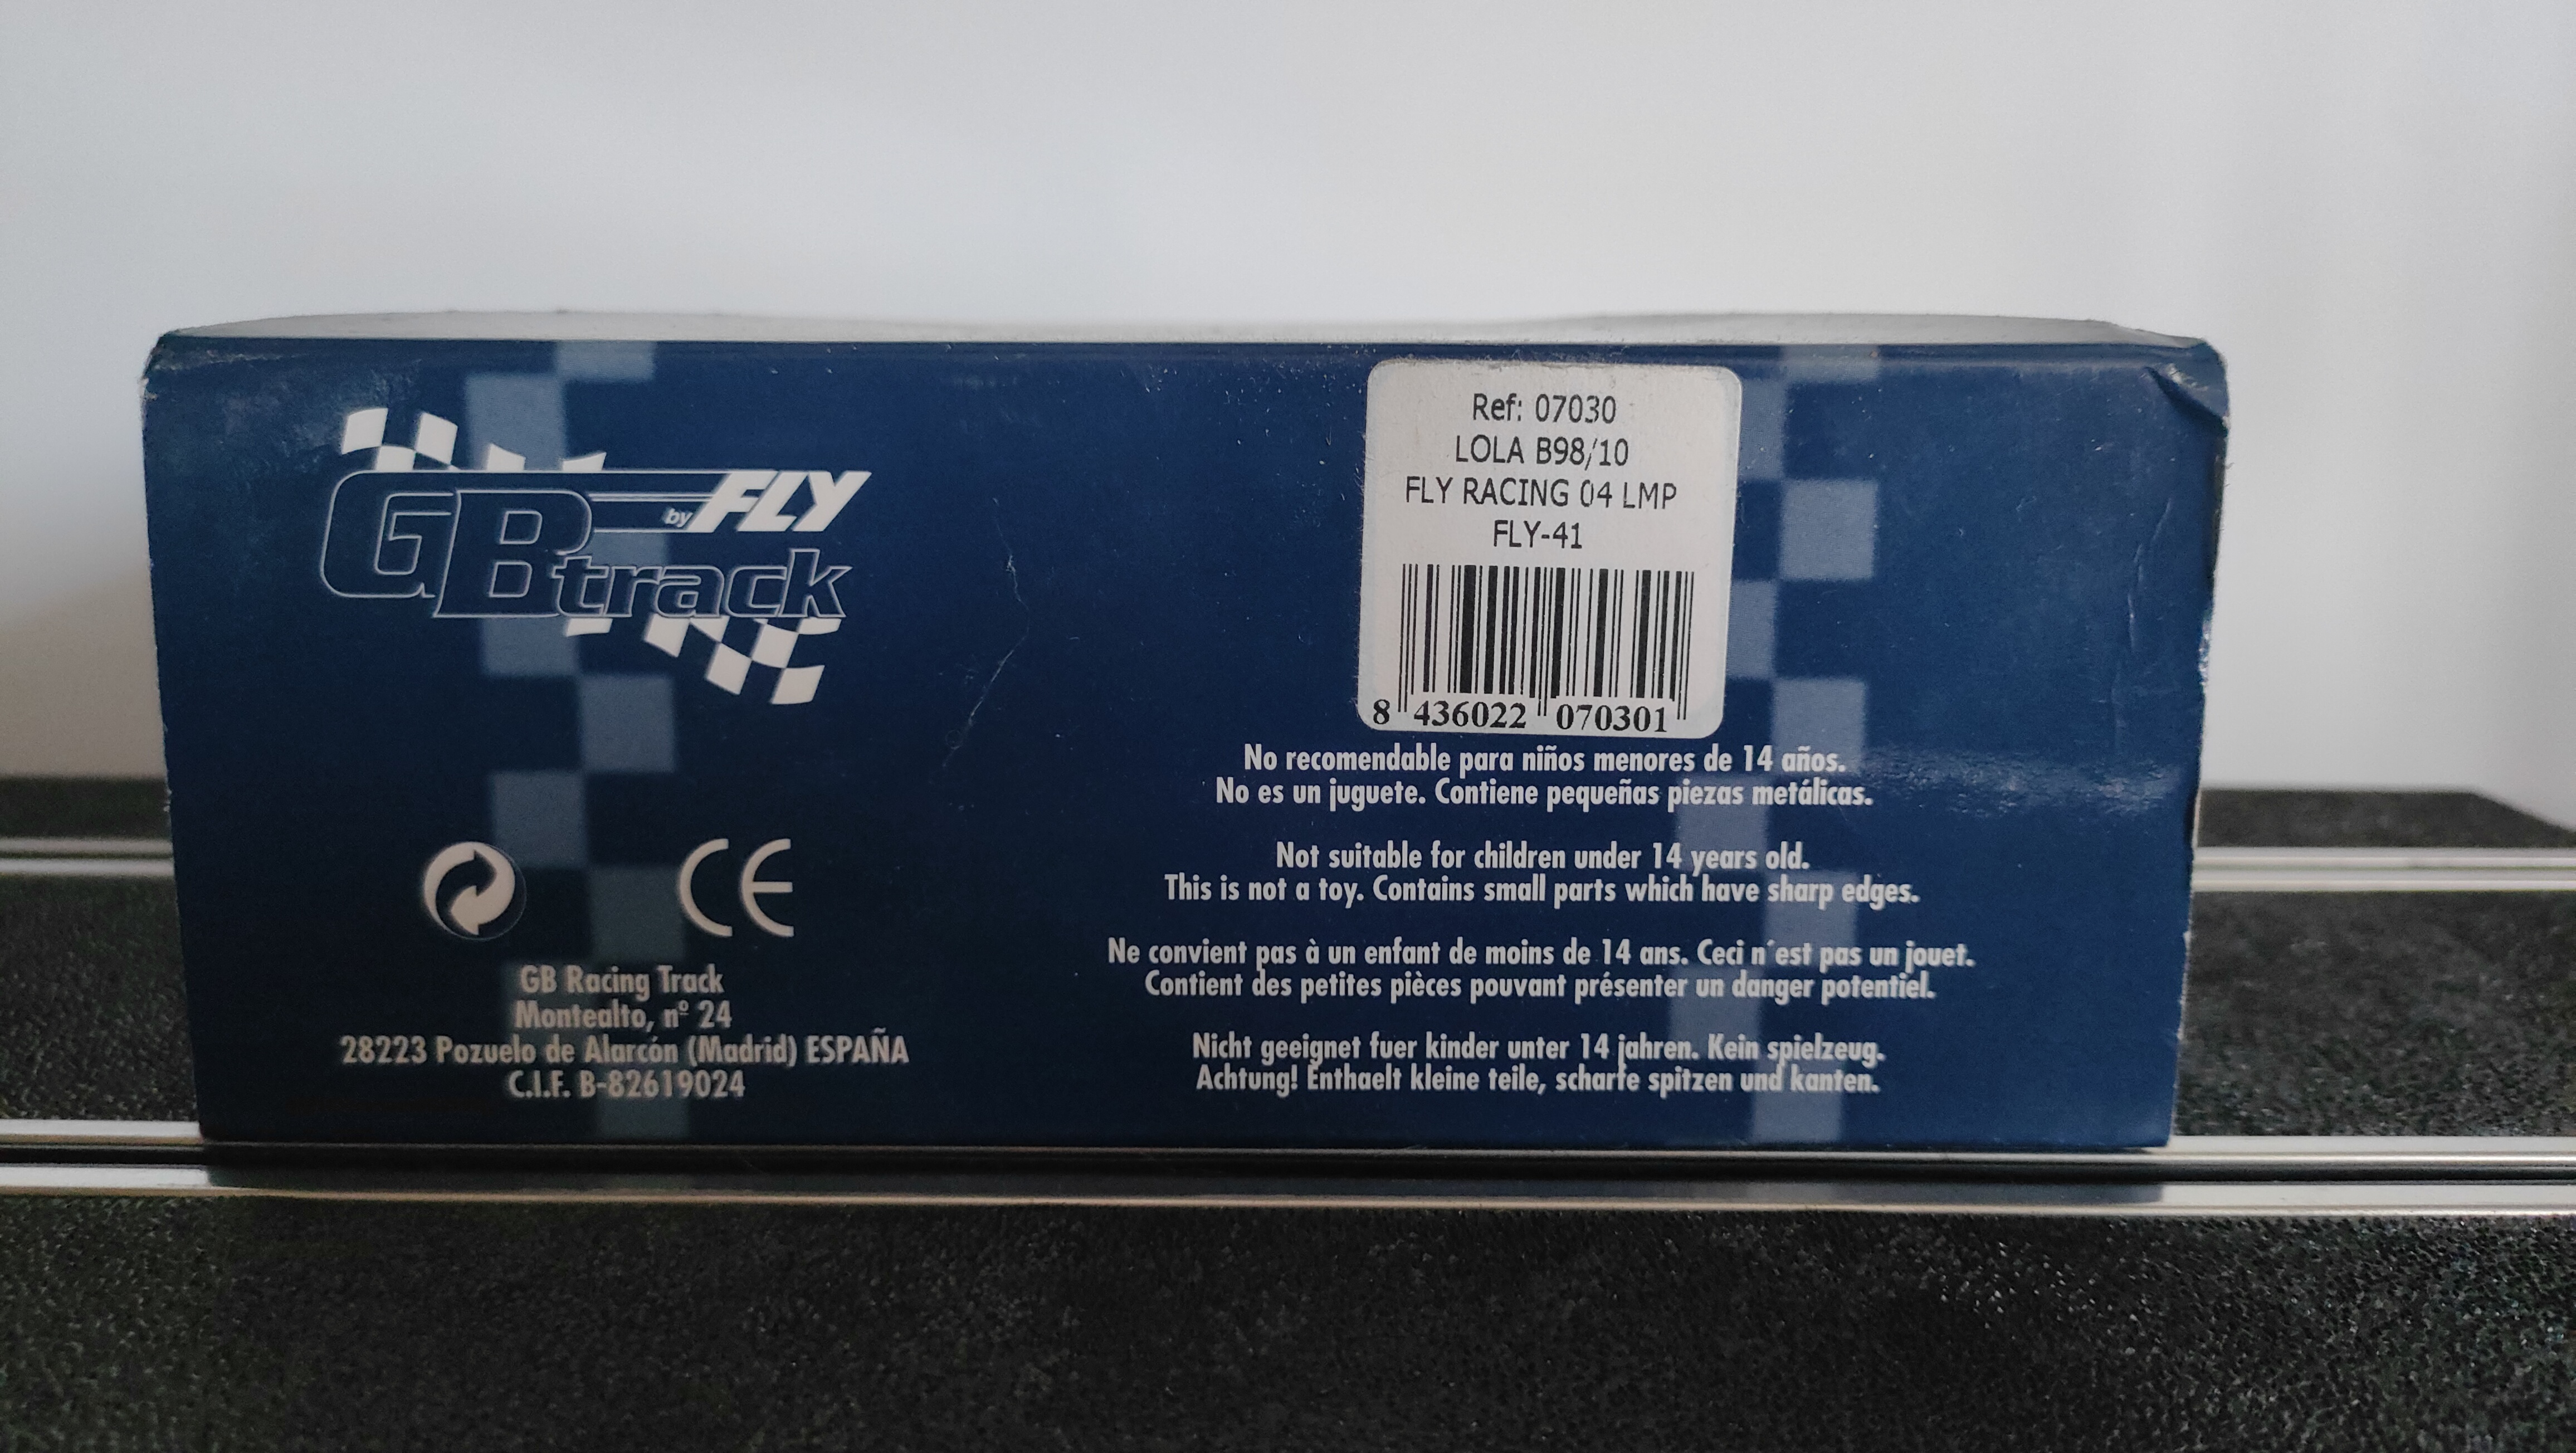 GB track by FLY
CE
GB Racing Track
Montealto, nº 24
28223 Pozuelo de Alarcón (Madrid) ESPAÑA
C.I.F. B-82619024
Ref: 07030
LOLA B98/10
FLY RACING 04 LMP
FLY-41
8 436022 070301
No recomendable para niños menores de 14 años.
No es un juguete. Contiene pequeñas piezas metálicas.
Not suitable for children under 14 years old.
This is not a toy. Contains small parts which have sharp edges.
Ne convient pas à un enfant de moins de 14 ans. Ceci n´est pas un jouet.
Contient des petites pièces pouvant présenter un danger potentiel.
Nicht geeignet fuer kinder unter 14 jahren. Kein spielzeug.
Achtung! Enthaelt kleine teile, scharfe spitzen und kanten.